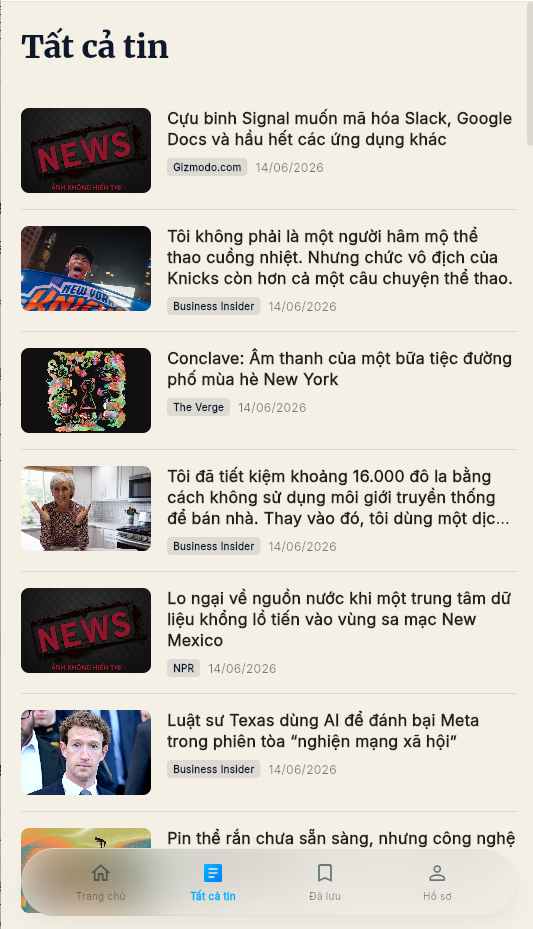 Tất cả tin
Cựu binh Signal muốn mã hóa Slack, Google
Docs và hầu hết các ứng dụng khác
NEWS
ẢNH KHÔNG HIỂN THỊ
Gizmodo.com 14/06/2026
Tôi không phải là một người hâm mộ thể
thao cuồng nhiệt. Nhưng chức vô địch của
Knicks còn hơn cả một câu chuyện thể thao.
NEW YORK
Business Insider 14/06/2026
Conclave: Âm thanh của một bữa tiệc đường
phố mùa hè New York
The Verge 14/06/2026
Tôi đã tiết kiệm khoảng 16.000 đô la bằng
cách không sử dụng môi giới truyền thống
để bán nhà. Thay vào đó, tôi dùng một dịc...
Business Insider 14/06/2026
Lo ngại về nguồn nước khi một trung tâm dữ
liệu khổng lồ tiến vào vùng sa mạc New
Mexico
NEWS
ẢNH KHÔNG HIỂN THỊ
NPR 14/06/2026
Luật sư Texas dùng AI để đánh bại Meta
trong phiên tòa “nghiện mạng xã hội”
Business Insider 14/06/2026
Pin thể rắn chưa sẵn sàng, nhưng công nghệ
Trang chủ Tất cả tin Đã lưu Hồ sơ